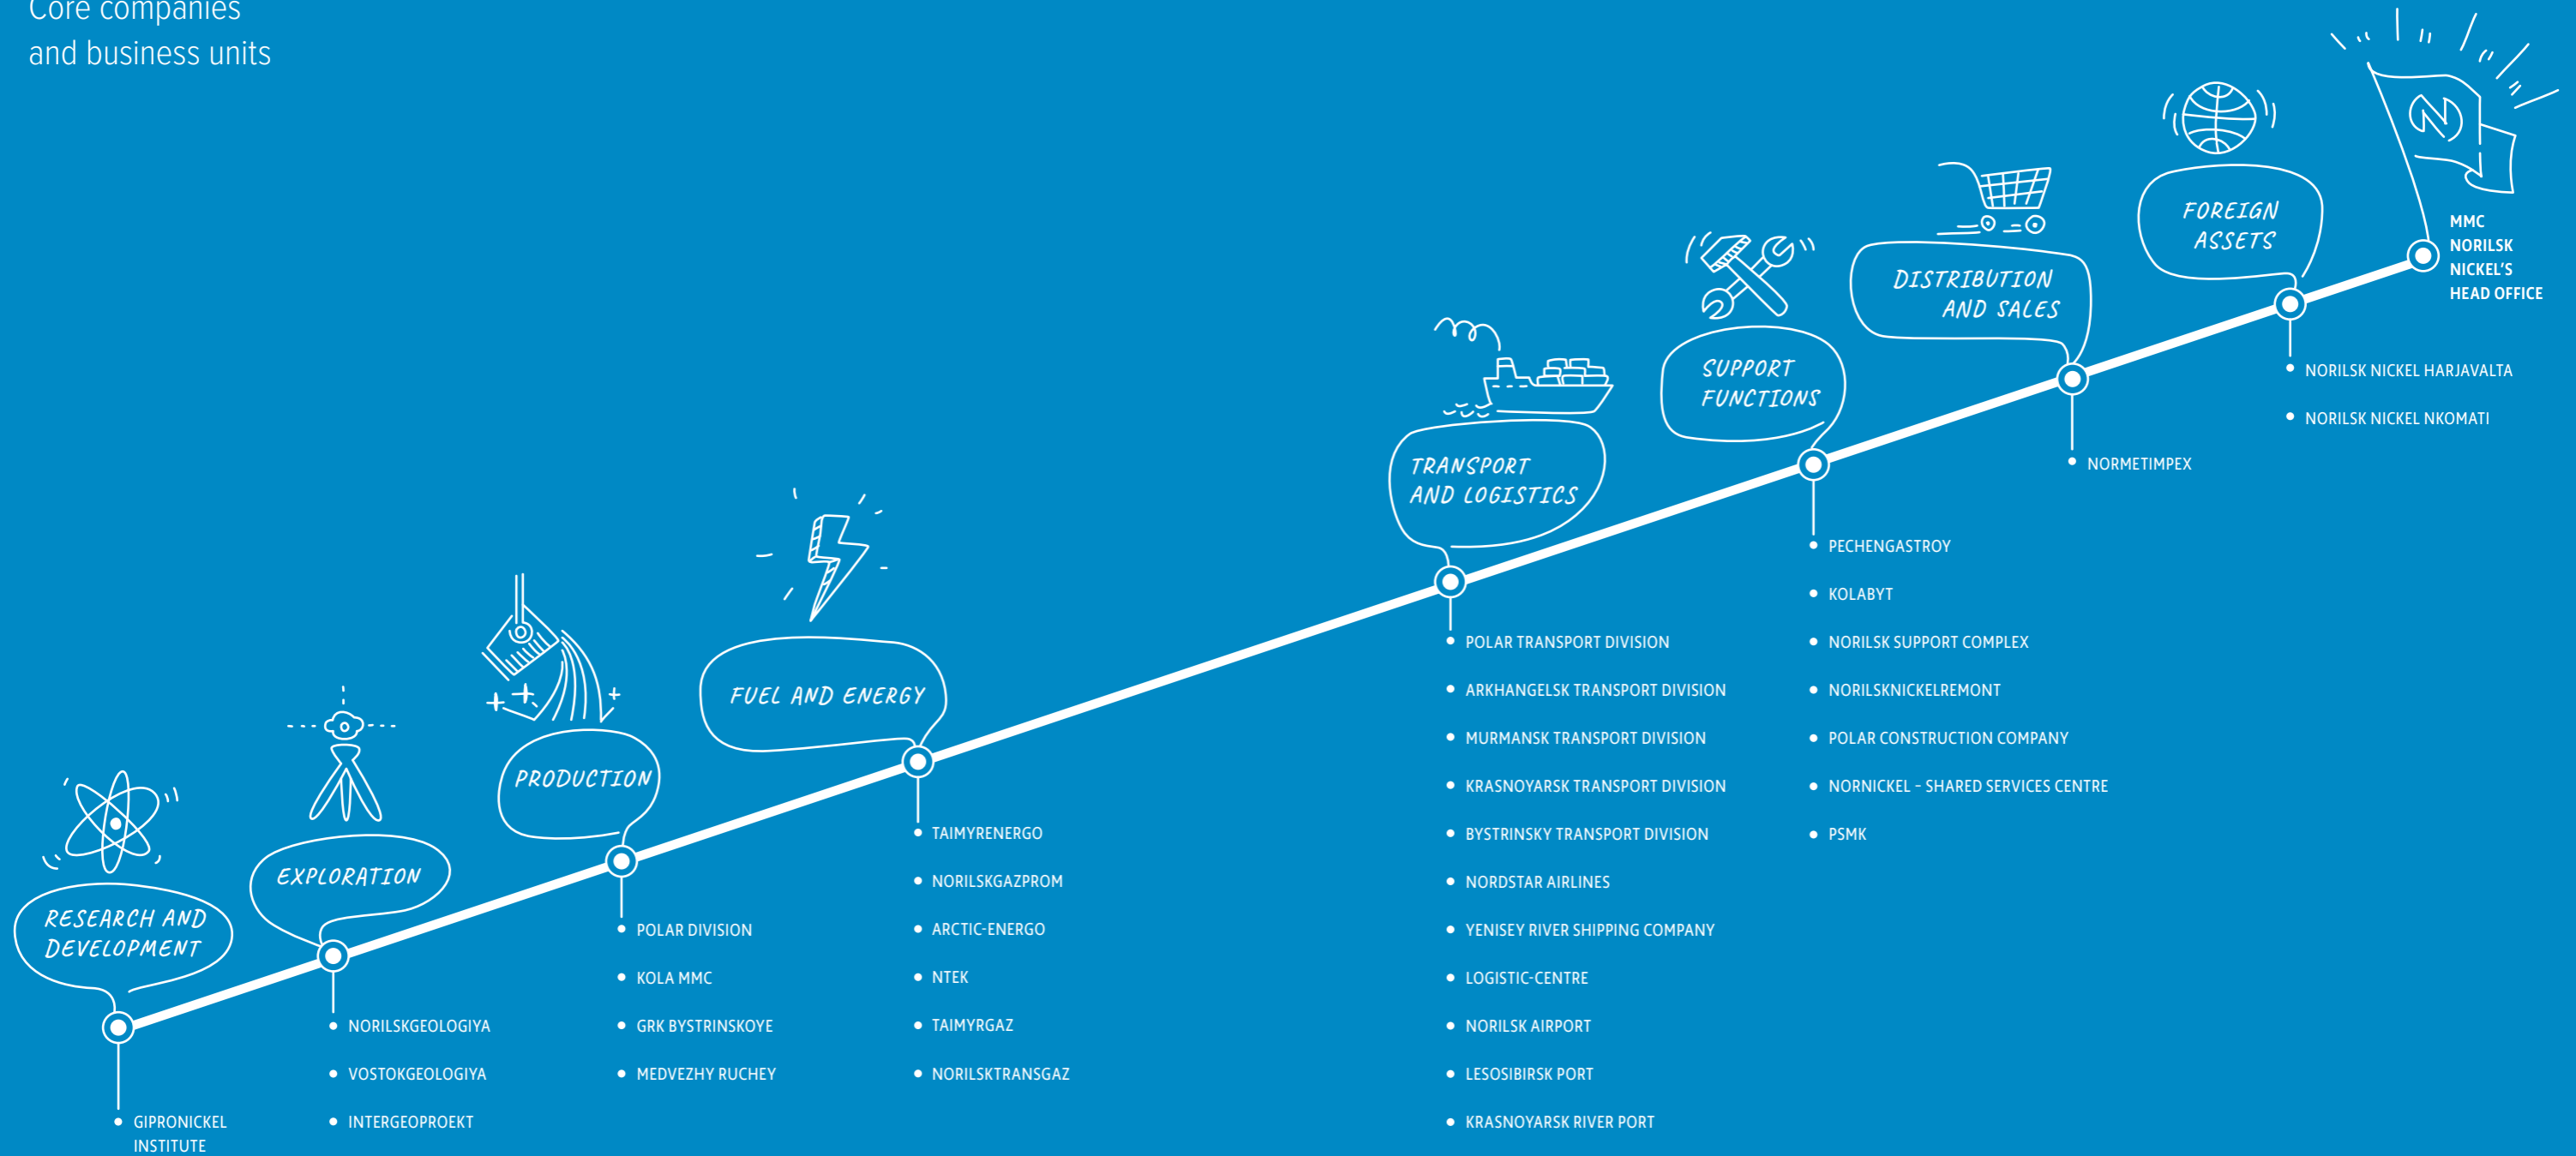 Core companies
and business units
RESEARCH AND
DEVELOPMENT
GIPRONICKEL
INSTITUTE
EXPLORATION
NORILSKGEOLOGIYA
VOSTOKGEOLOGIYA
INTERGEOPROEKT
PRODUCTION
POLAR DIVISION
KOLA MMC
GRK BYSTRINSKOYE
MEDVEZHY RUCHEY
FUEL AND ENERGY
TAIMYRENERGO
NORILSKGAZPROM
ARCTIC-ENERGO
NTEK
TAIMYRGAZ
NORILSKTRANSGAZ
TRANSPORT
AND LOGISTICS
POLAR TRANSPORT DIVISION
ARKHANGELSK TRANSPORT DIVISION
MURMANSK TRANSPORT DIVISION
KRASNOYARSK TRANSPORT DIVISION
BYSTRINSKY TRANSPORT DIVISION
NORDSTAR AIRLINES
YENISEY RIVER SHIPPING COMPANY
LOGISTIC-CENTRE
NORILSK AIRPORT
LESOSIBIRSK PORT
KRASNOYARSK RIVER PORT
SUPPORT
FUNCTIONS
PECHENGASTROY
KOLABYT
NORILSK SUPPORT COMPLEX
NORILSKNICKELREMONT
POLAR CONSTRUCTION COMPANY
NORNICKEL – SHARED SERVICES CENTRE
PSMK
DISTRIBUTION
AND SALES
NORMETIMPEX
FOREIGN
ASSETS
NORILSK NICKEL HARJAVALTA
NORILSK NICKEL NKOMATI
N
MMC
NORILSK
NICKEL'S
HEAD OFFICE